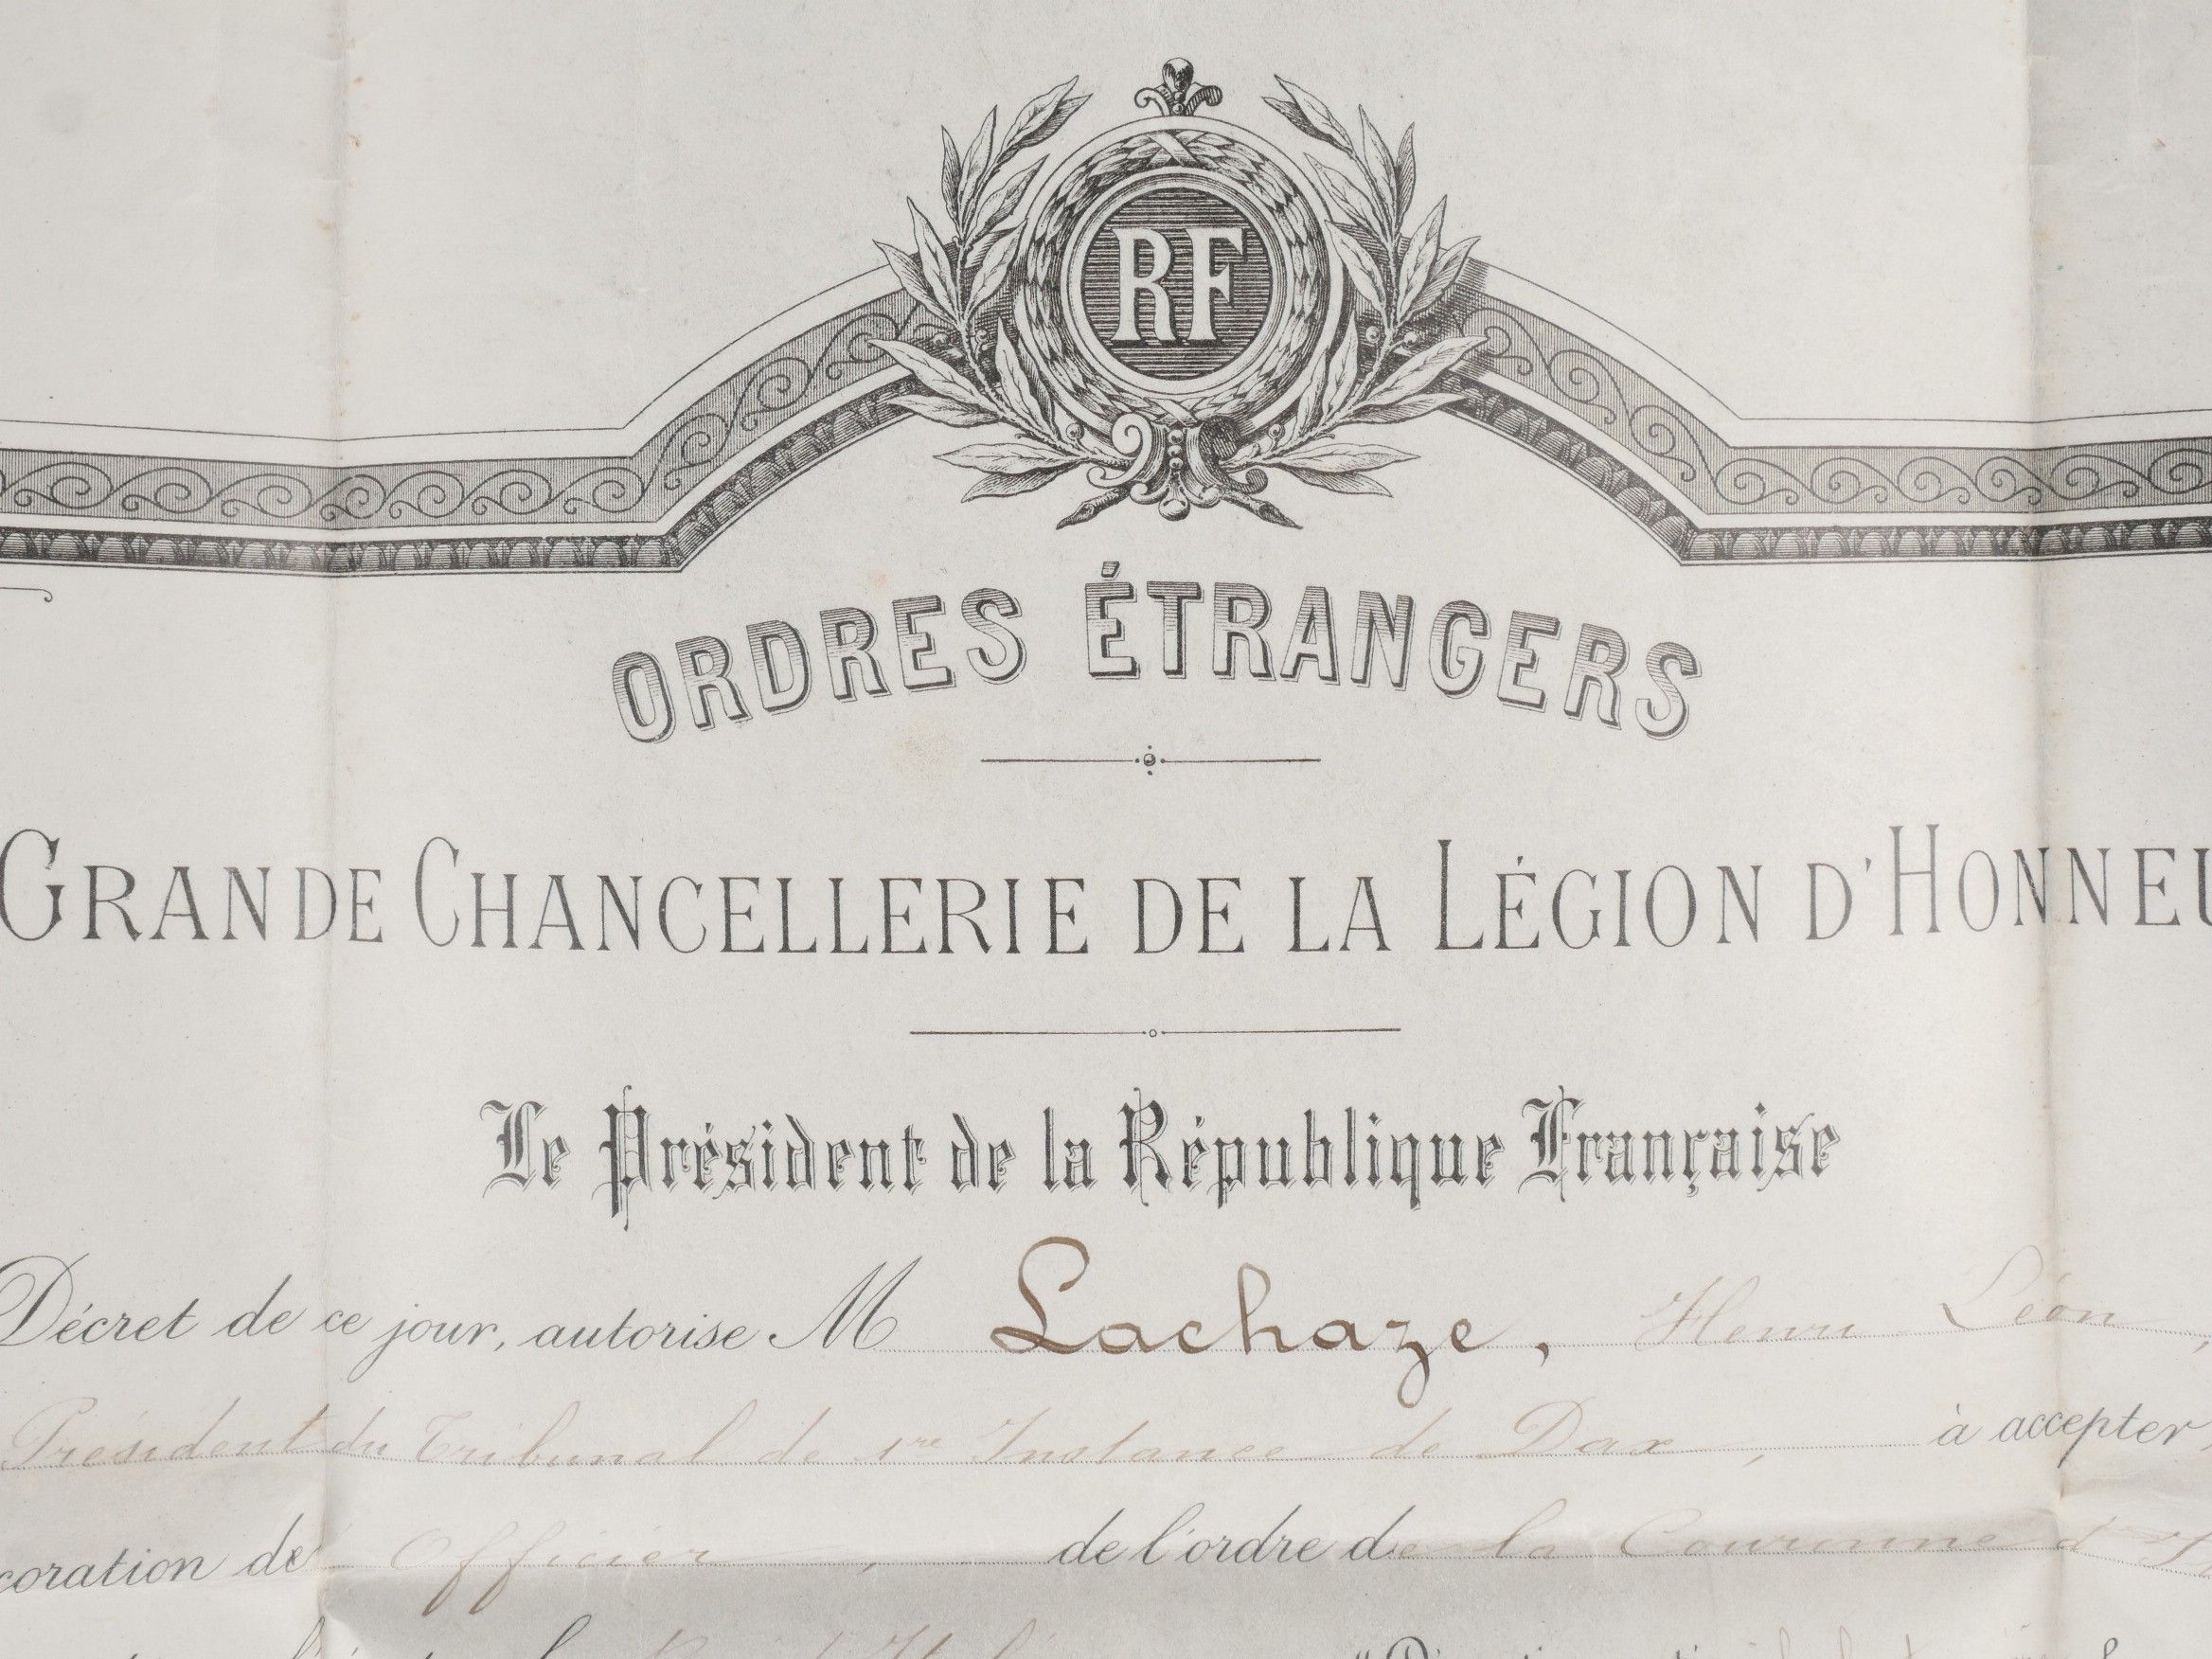 RF
ORDRES ÉTRANGERS
GRANDE CHANCELLERIE DE LA LÉGION D'HONNEU
Le Président de la République Française
Décret de ce jour, autorise M Lachaze, Henri Léon,
Président du Tribunal de 1re Instance de Dax, à accepter
coration de Officier, de l'ordre de la Couronne d'